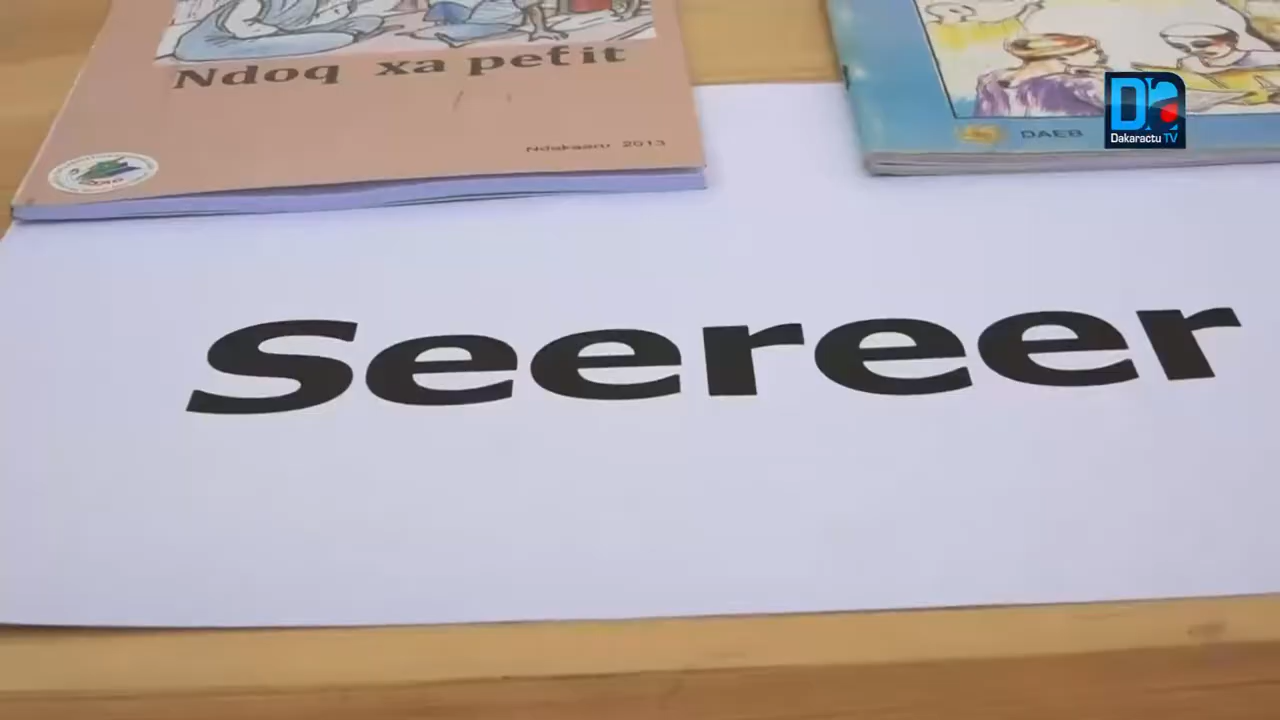 Ndoq xa pefit
Ndakaaru 2013
DAEB
Dakaractu TV
Seereer